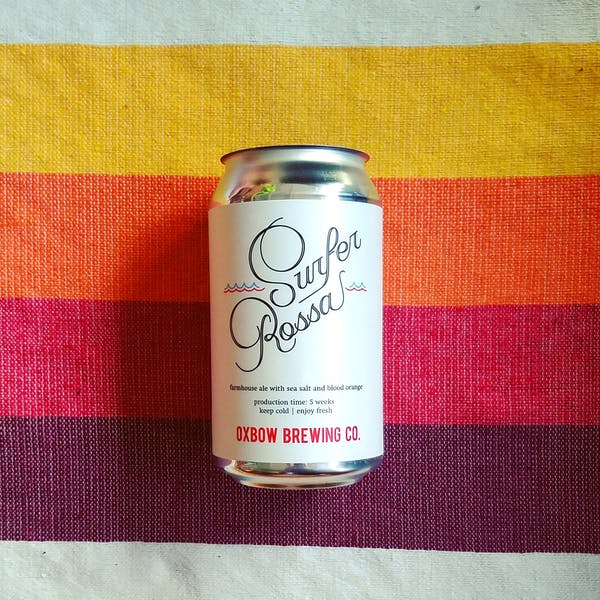 Surfer
Rossa
farmhouse ale with sea salt and blood orange
production time: 5 weeks
keep cold | enjoy fresh
OXBOW BREWING CO.